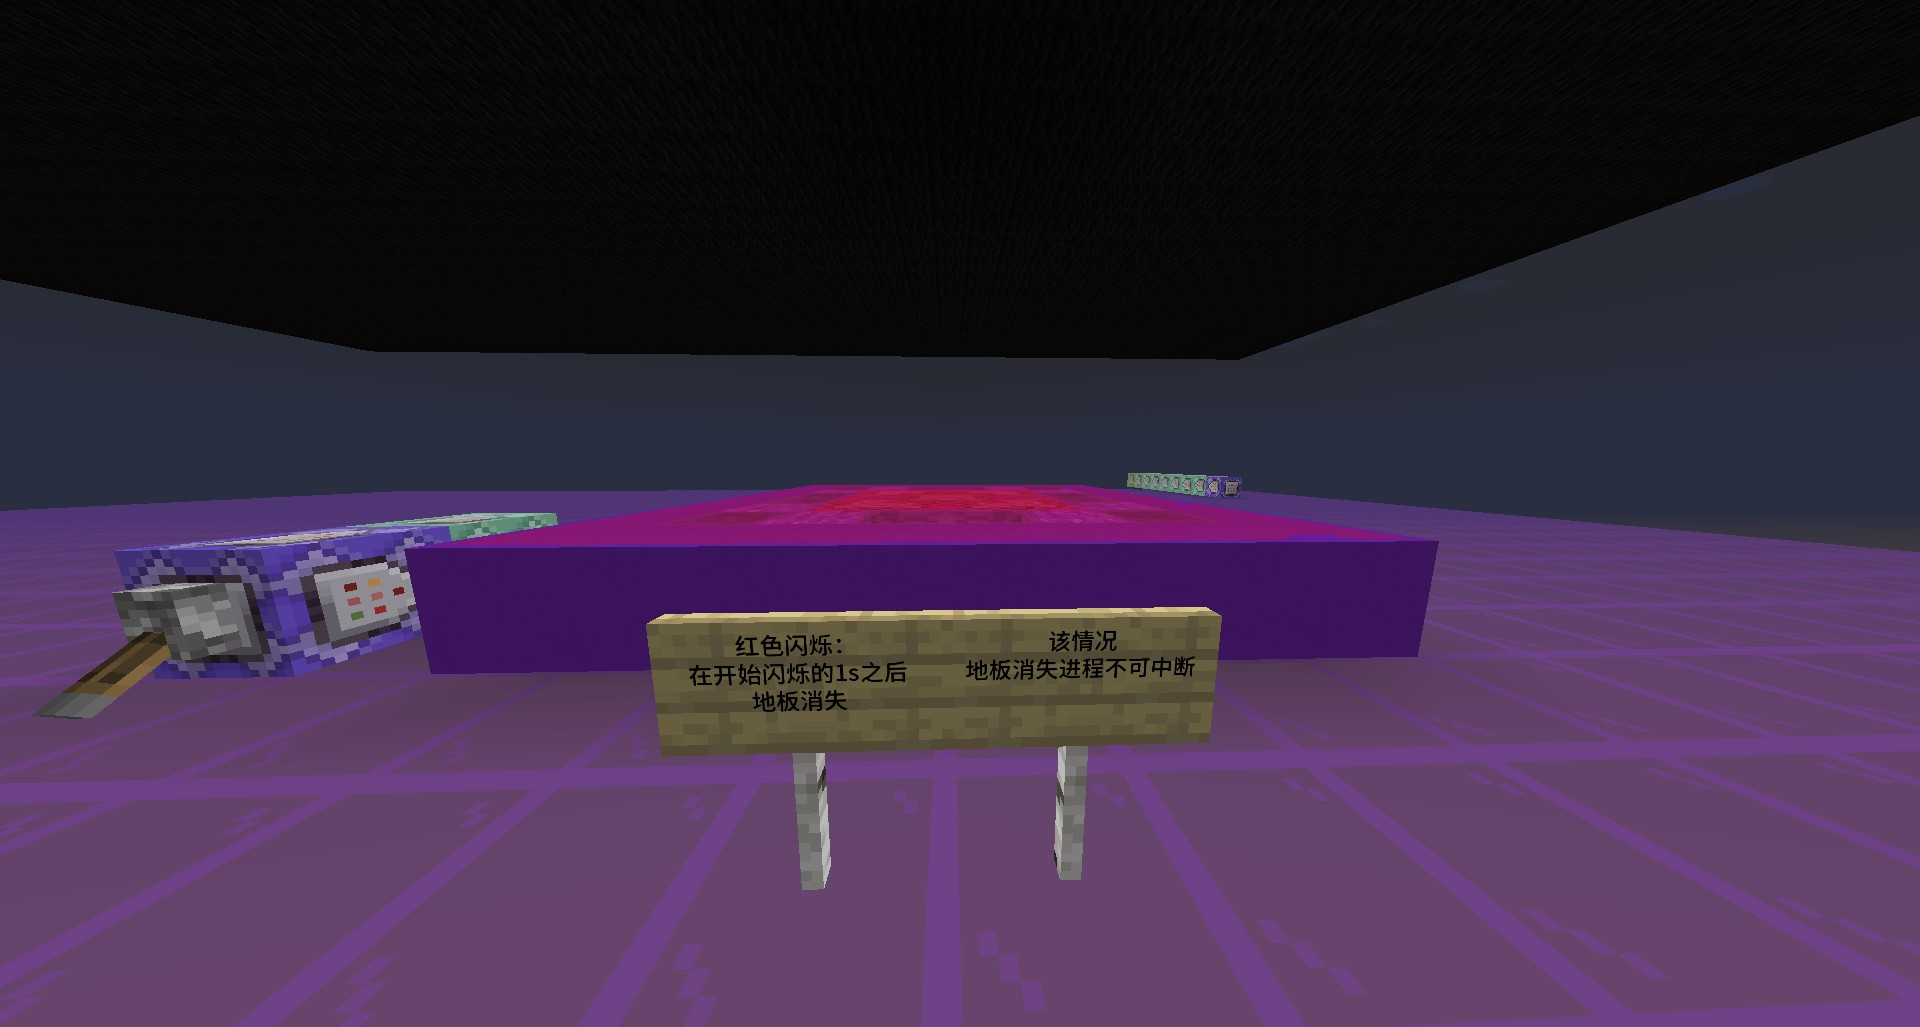 红色闪烁：
在开始闪烁的1s之后
地板消失
该情况
地板消失进程不可中断